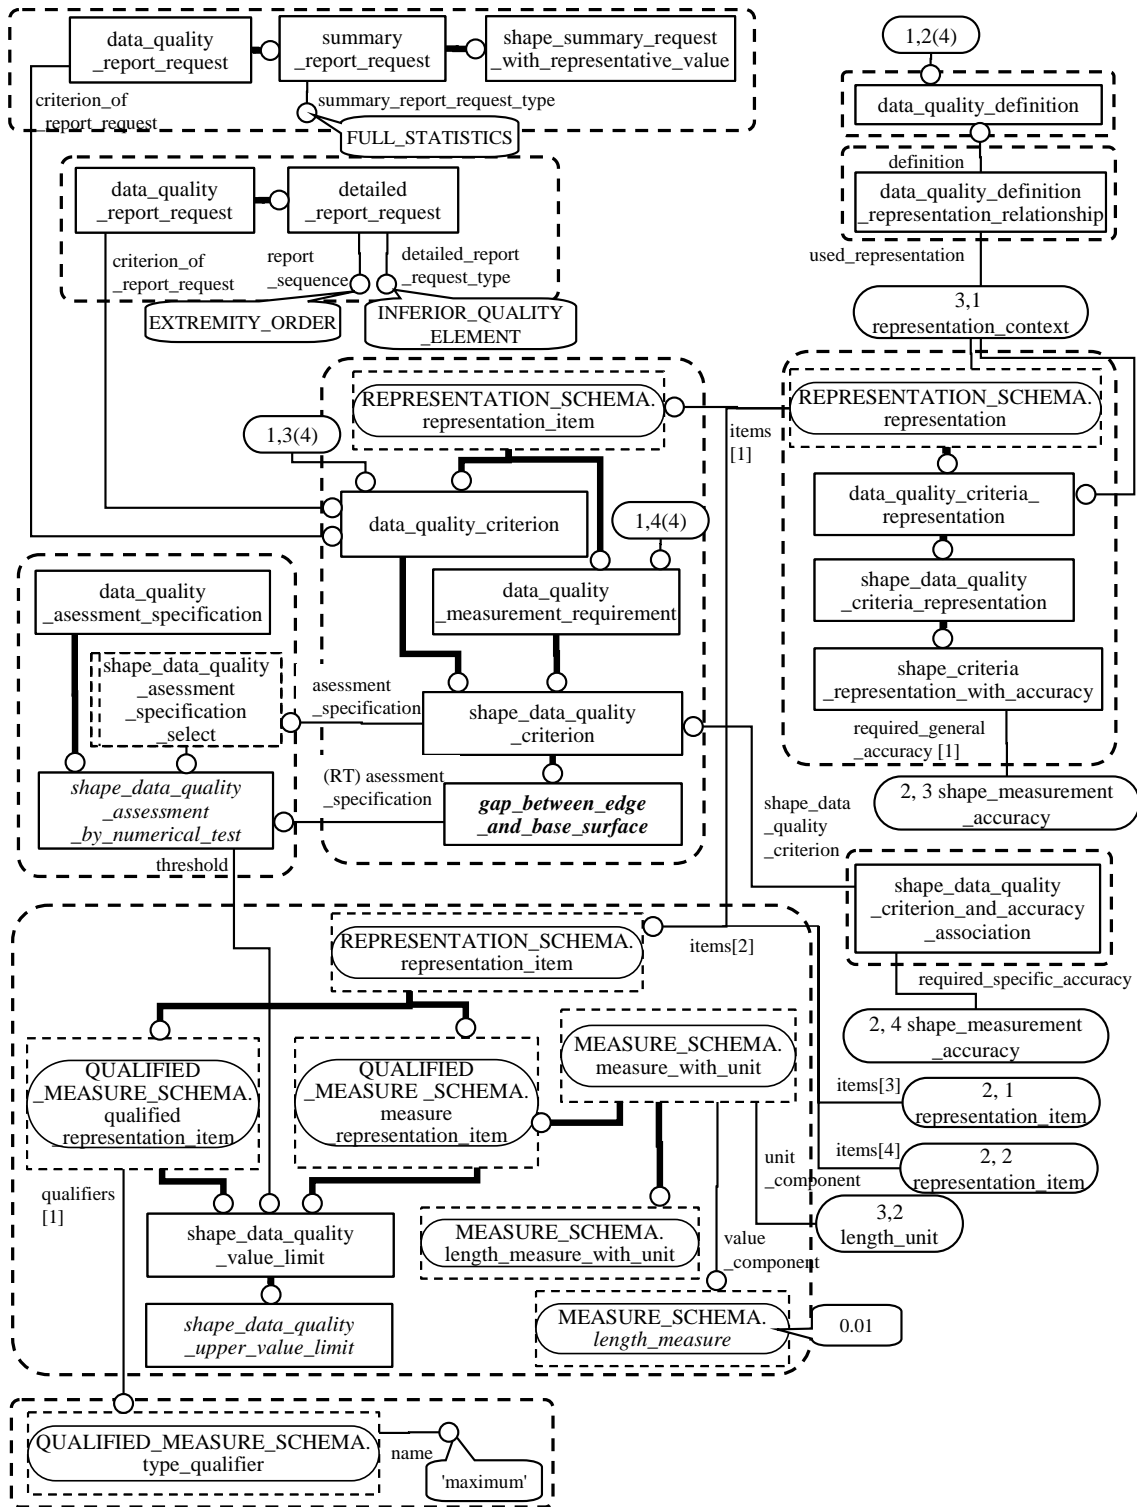 data_quality
_report_request
summary
_report_request
shape_summary_request
_with_representative_value
criterion_of
_report_request
summary_report_request_type
FULL_STATISTICS
1,2(4)
data_quality_definition
definition
data_quality_definition
_representation_relationship
used_representation
3,1
representation_context
data_quality
_report_request
detailed
_report_request
criterion_of
_report_request
report
_sequence
detailed_report
_request_type
EXTREMITY_ORDER
INFERIOR_QUALITY
_ELEMENT
REPRESENTATION_SCHEMA.
representation_item
1,3(4)
items
[1]
REPRESENTATION_SCHEMA.
representation
data_quality_criterion
1,4(4)
data_quality_criteria_
representation
data_quality
_measurement_requirement
shape_data_quality
_criteria_representation
data_quality
_asessment_specification
shape_data_quality
_asessment
_specification
_select
asessment
_specification
shape_data_quality
_criterion
shape_criteria
_representation_with_accuracy
required_general
_accuracy [1]
2, 3 shape_measurement
_accuracy
shape_data_quality
_assessment
_by_numerical_test
(RT) asessment
_specification
gap_between_edge
_and_base_surface
shape_data
_quality
_criterion
threshold
shape_data_quality
_criterion_and_accuracy
_association
required_specific_accuracy
2, 4 shape_measurement
_accuracy
REPRESENTATION_SCHEMA.
representation_item
items[2]
QUALIFIED
_MEASURE_SCHEMA.
qualified
_representation_item
QUALIFIED
_MEASURE _SCHEMA.
measure
_representation_item
MEASURE_SCHEMA.
measure_with_unit
items[3]
2, 1
representation_item
items[4]
2, 2
representation_item
qualifiers
[1]
unit
_component
3,2
length_unit
shape_data_quality
_value_limit
MEASURE_SCHEMA.
length_measure_with_unit
value
_component
shape_data_quality
_upper_value_limit
MEASURE_SCHEMA.
length_measure
0.01
QUALIFIED_MEASURE_SCHEMA.
type_qualifier
name
'maximum'